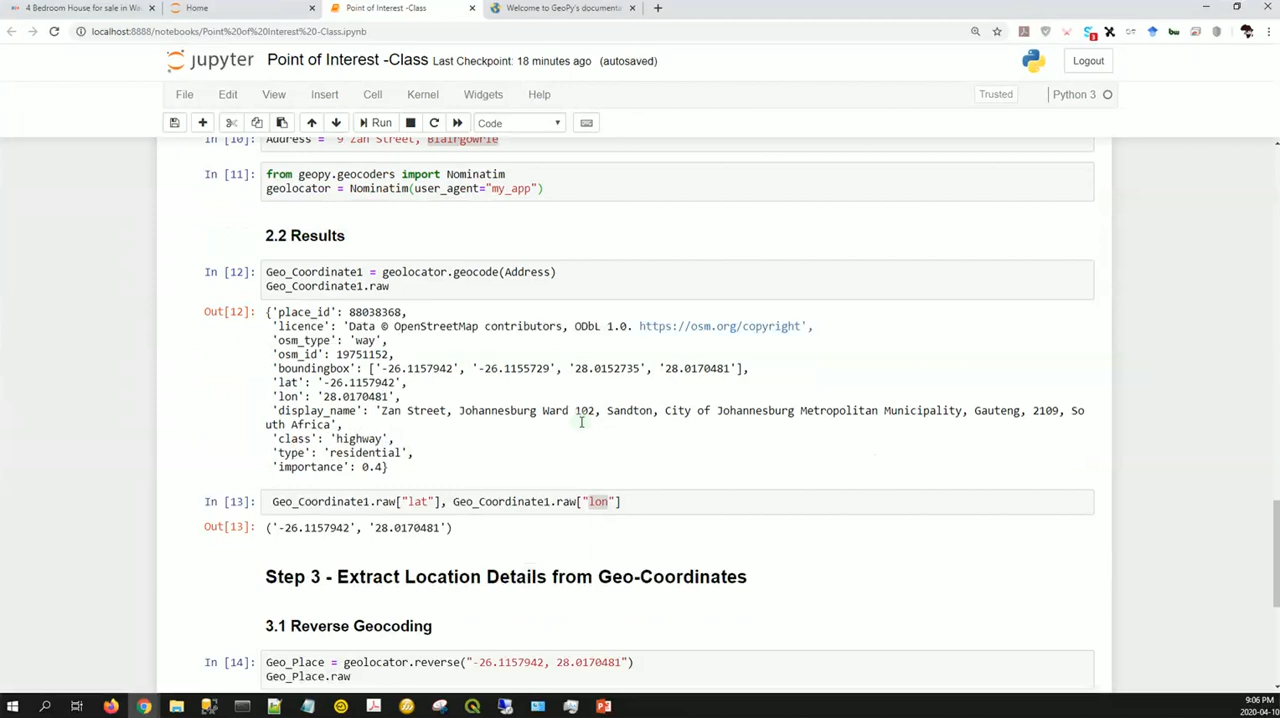 4 Bedroom House for sale in Wa
Home
Point of Interest -Class
Welcome to GeoPy's documenta
localhost:8888/notebooks/Point%20of%20Interest%20-Class.ipynb
jupyter Point of Interest -Class Last Checkpoint: 18 minutes ago (autosaved)
Logout
File Edit View Insert Cell Kernel Widgets Help
Trusted
Python 3
Run
Code
In [10]: Address = "9 Zan Street, Blairgowrie
In [11]: from geopy.geocoders import Nominatim
geolocator = Nominatim(user_agent="my_app")
2.2 Results
In [12]: Geo_Coordinate1 = geolocator.geocode(Address)
Geo_Coordinate1.raw
Out[12]: {'place_id': 88038368,
'licence': 'Data © OpenStreetMap contributors, ODbL 1.0. https://osm.org/copyright',
'osm_type': 'way',
'osm_id': 19751152,
'boundingbox': ['-26.1157942', '-26.1155729', '28.0152735', '28.0170481'],
'lat': '-26.1157942',
'lon': '28.0170481',
'display_name': 'Zan Street, Johannesburg Ward 102, Sandton, City of Johannesburg Metropolitan Municipality, Gauteng, 2109, So
uth Africa',
'class': 'highway',
'type': 'residential',
'importance': 0.4}
In [13]: Geo_Coordinate1.raw["lat"], Geo_Coordinate1.raw["lon"]
Out[13]: ('-26.1157942', '28.0170481')
Step 3 - Extract Location Details from Geo-Coordinates
3.1 Reverse Geocoding
In [14]: Geo_Place = geolocator.reverse("-26.1157942, 28.0170481")
Geo_Place.raw
9:06 PM
2020-04-10